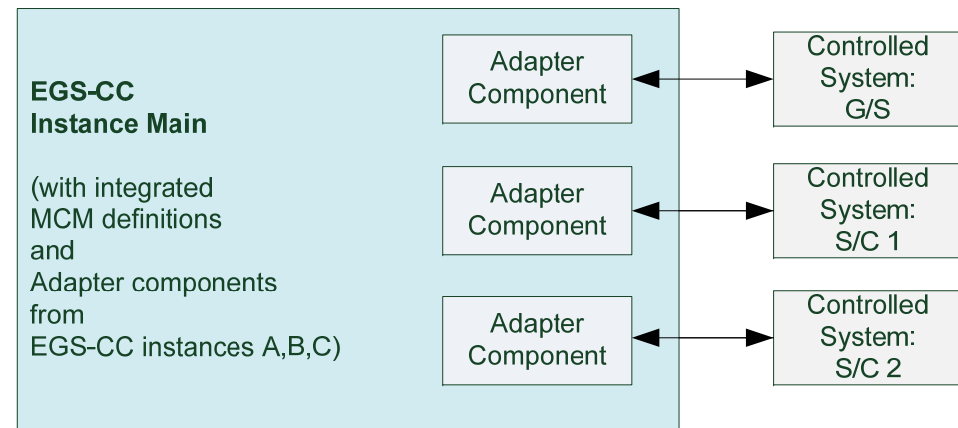 EGS-CC
Instance Main
(with integrated
MCM definitions
and
Adapter components
from
EGS-CC instances A,B,C)
Adapter
Component
Controlled
System:
G/S
Adapter
Component
Controlled
System:
S/C 1
Adapter
Component
Controlled
System:
S/C 2